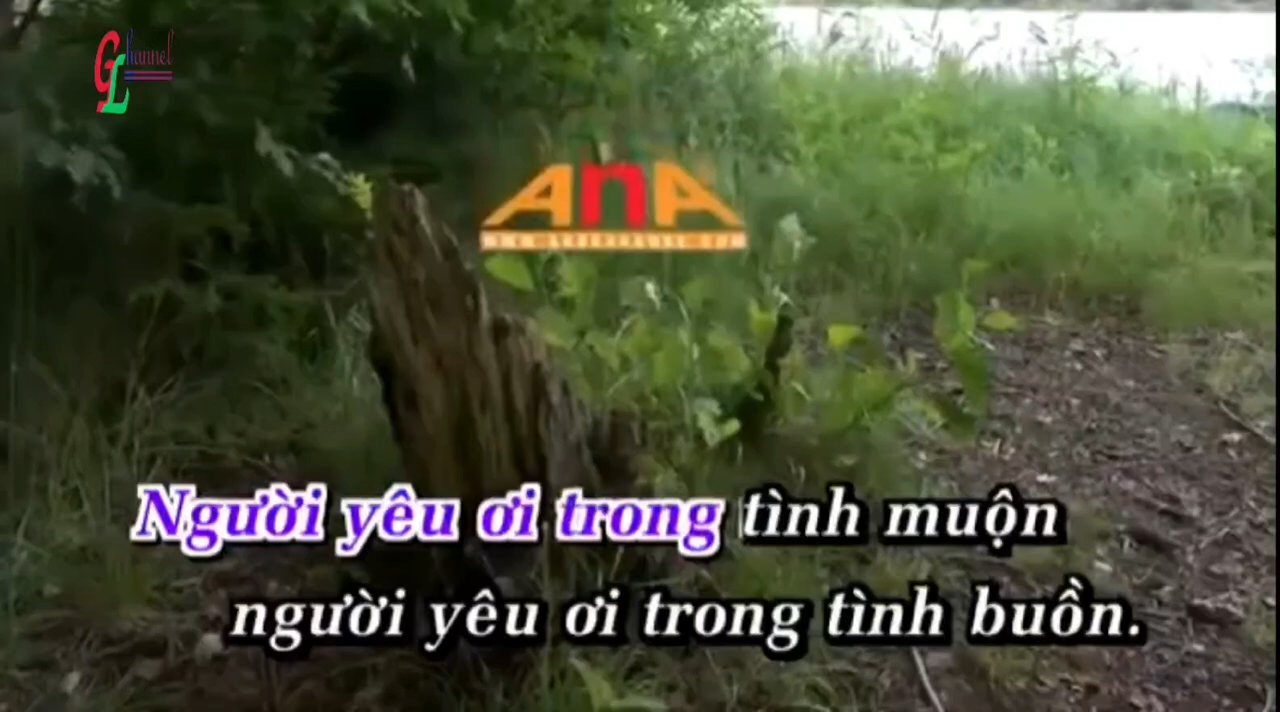 GL channel
AnA
Người yêu ơi trong tình muộn
người yêu ơi trong tình buồn.